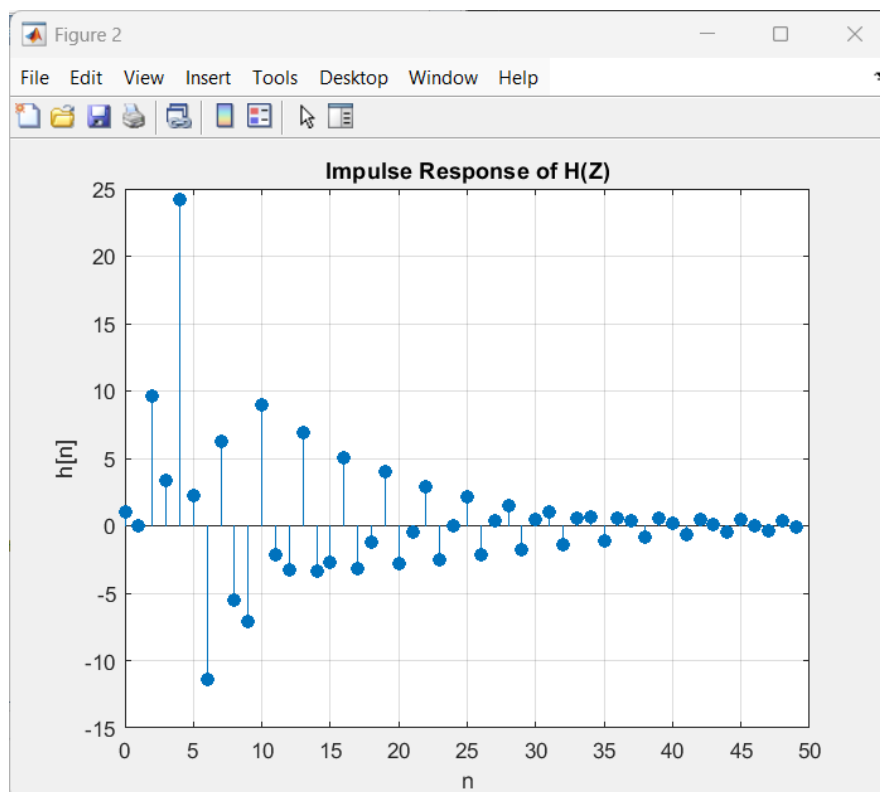 Figure 2
File Edit View Insert Tools Desktop Window Help
Impulse Response of H(Z)
25
20
15
10
5
0
-5
-10
-15
h[n]
0 5 10 15 20 25 30 35 40 45 50
n